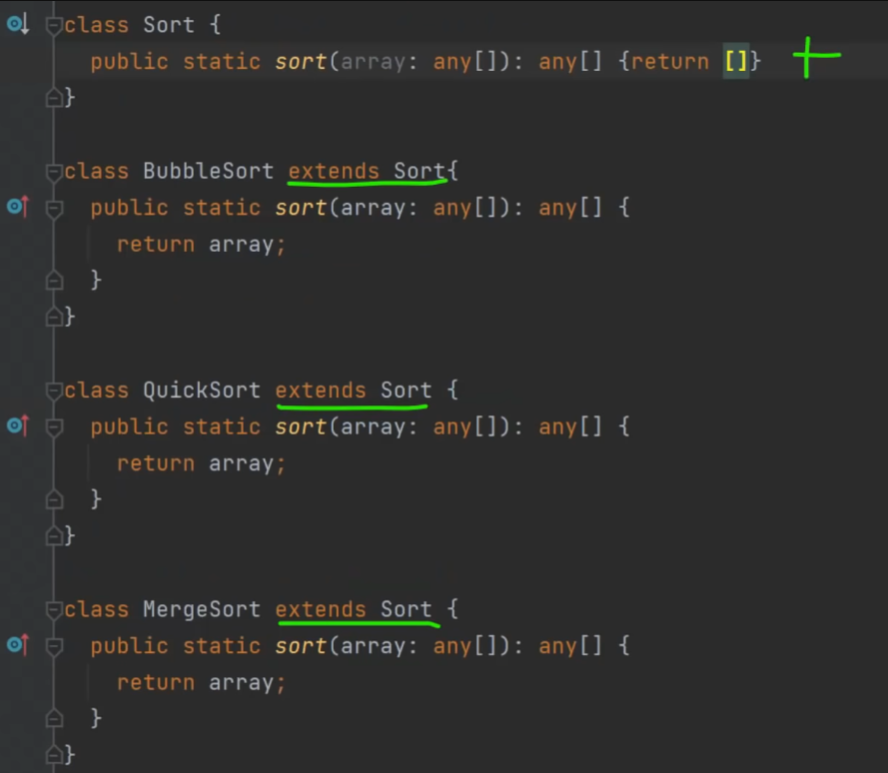 class Sort {
public static sort(array: any[]): any[] {return []}
}
class BubbleSort extends Sort{
public static sort(array: any[]): any[] {
return array;
}
}
class QuickSort extends Sort {
public static sort(array: any[]): any[] {
return array;
}
}
class MergeSort extends Sort {
public static sort(array: any[]): any[] {
return array;
}
}